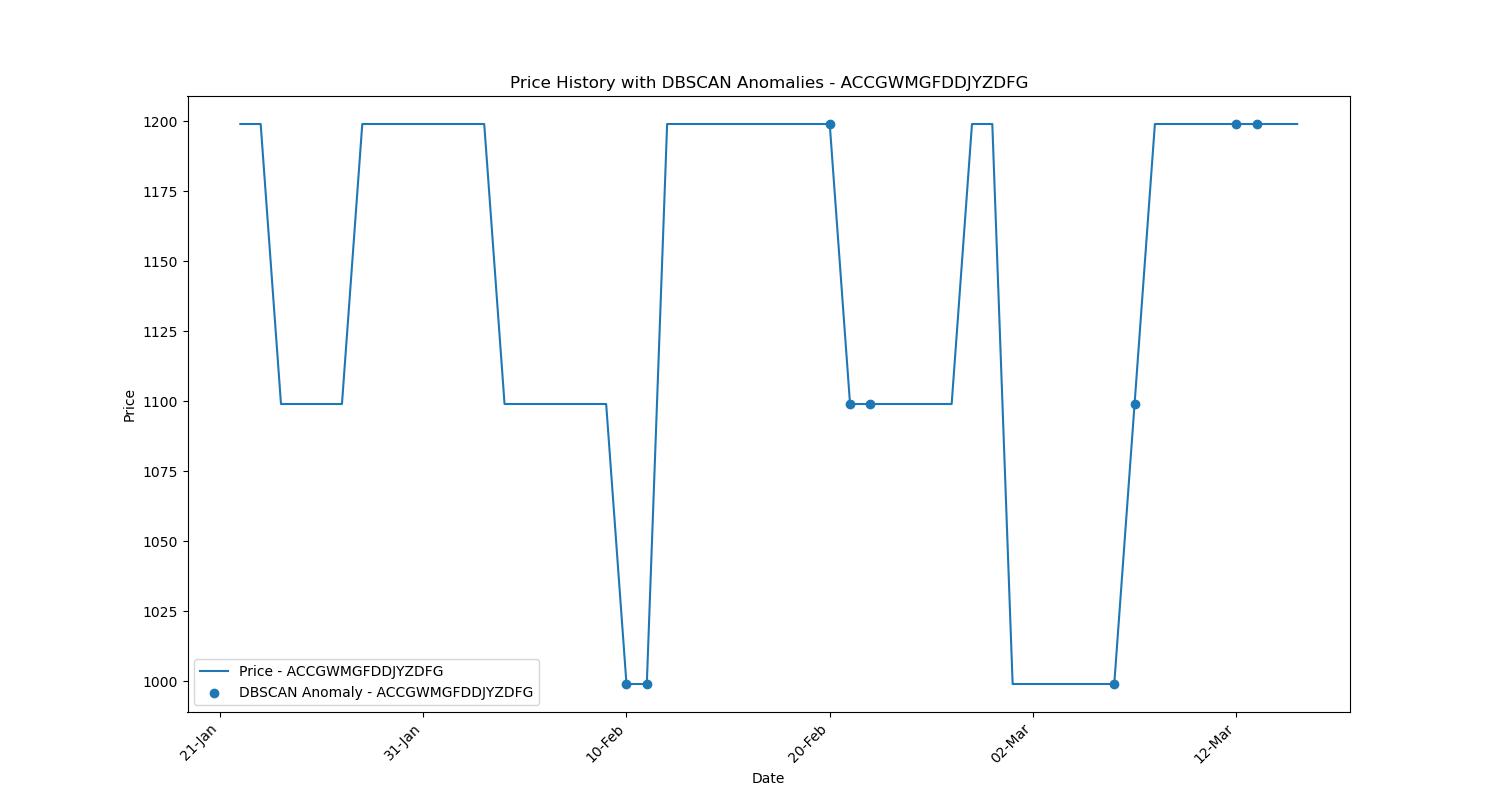 Price History with DBSCAN Anomalies - ACCGWMGFDDJYZDFG
1200
1175
1150
1125
1100
1075
1050
1025
1000
Price
Price - ACCGWMGFDDJYZDFG
DBSCAN Anomaly - ACCGWMGFDDJYZDFG
21-Jan
31-Jan
10-Feb
20-Feb
02-Mar
12-Mar
Date